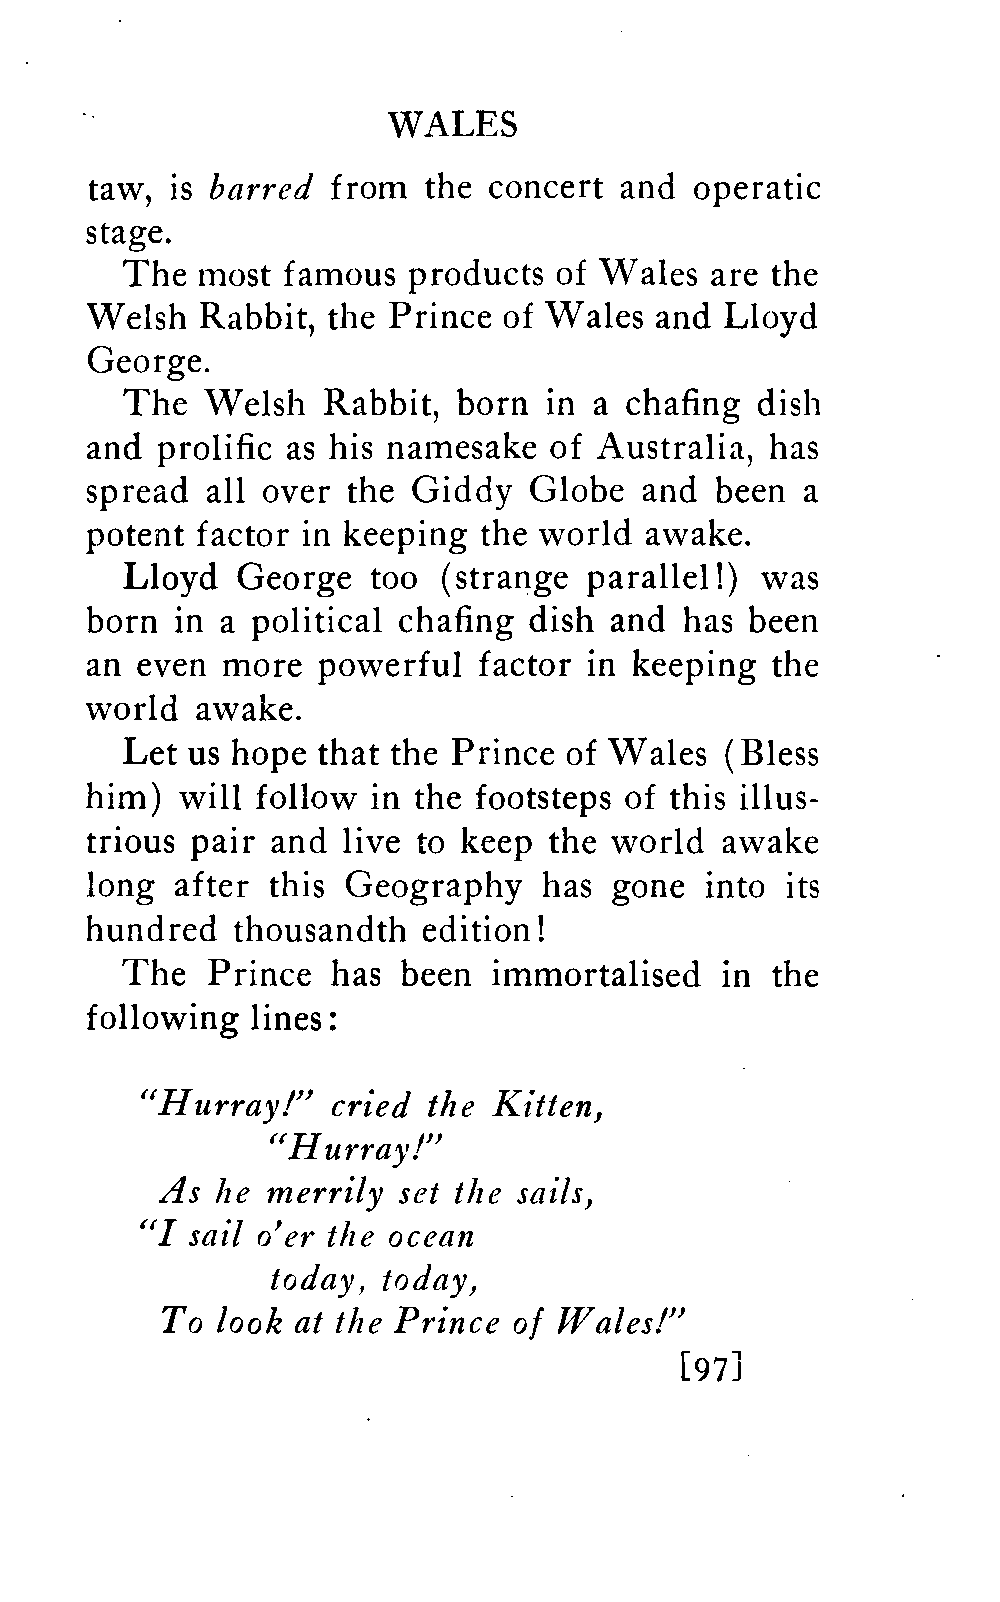 WALES
taw, is barred from the concert and operatic
stage.
The most famous products of Wales are the
Welsh Rabbit, the Prince of Wales and Lloyd
George.
The Welsh Rabbit, born in a chafing dish
and prolific as his namesake of Australia, has
spread all over the Giddy Globe and been a
potent factor in keeping the world awake.
Lloyd George too (strange parallel!) was
born in a political chafing dish and has been
an even more powerful factor in keeping the
world awake.
Let us hope that the Prince of Wales (Bless
him) will follow in the footsteps of this illus-
trious pair and live to keep the world awake
long after this Geography has gone into its
hundred thousandth edition!
The Prince has been immortalised in the
following lines:
"Hurray!" cried the Kitten,
"Hurray!"
As he merrily set the sails,
"I sail o'er the ocean
today, today,
To look at the Prince of Wales!"
[97]